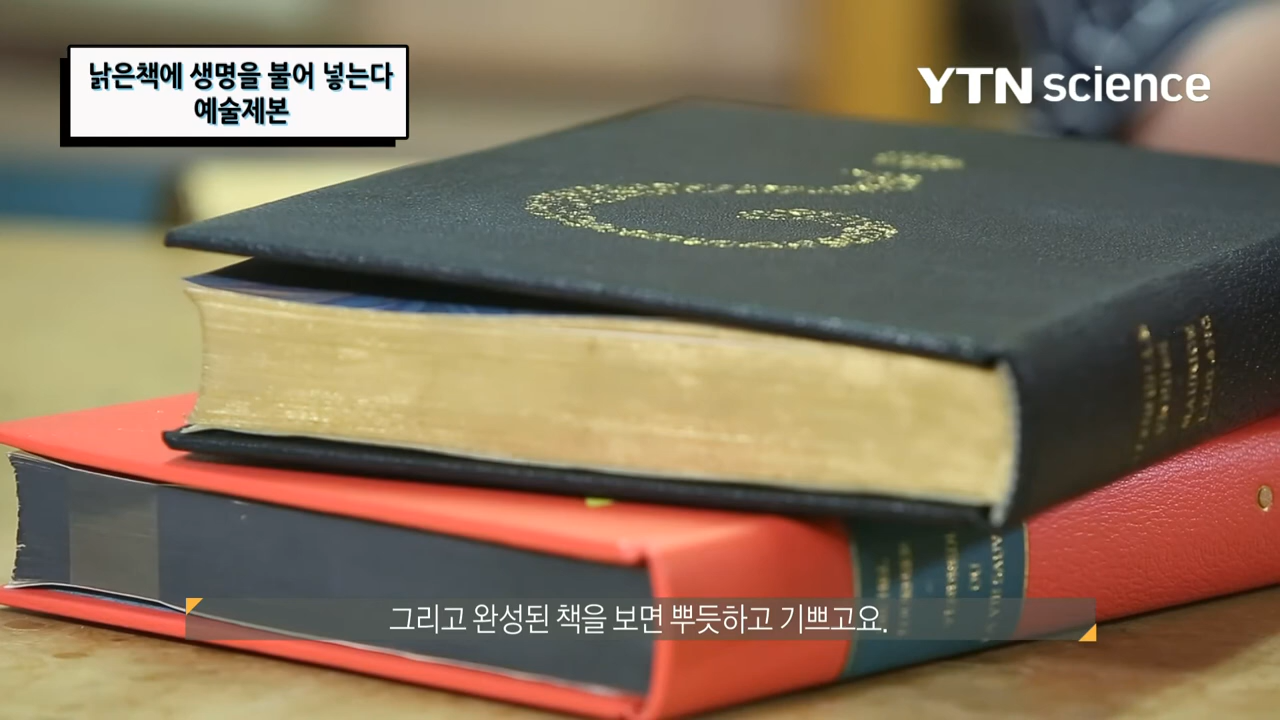 낡은책에 생명을 불어 넣는다
예술제본
YTN science
그리고 완성된 책을 보면 뿌듯하고 기쁘고요.